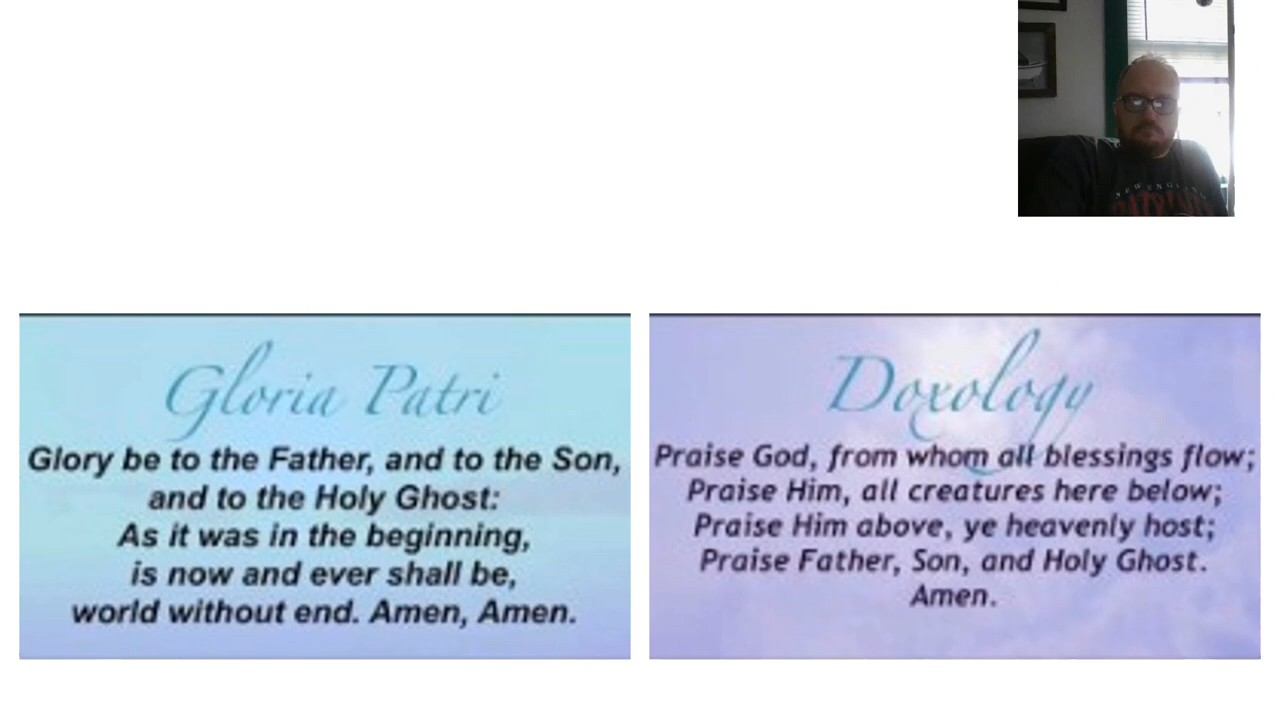 NEW ENGLAND
PATRIOTS
Gloria Patri
Glory be to the Father, and to the Son,
and to the Holy Ghost:
As it was in the beginning,
is now and ever shall be,
world without end. Amen, Amen.
Doxology
Praise God, from whom all blessings flow;
Praise Him, all creatures here below;
Praise Him above, ye heavenly host;
Praise Father, Son, and Holy Ghost.
Amen.